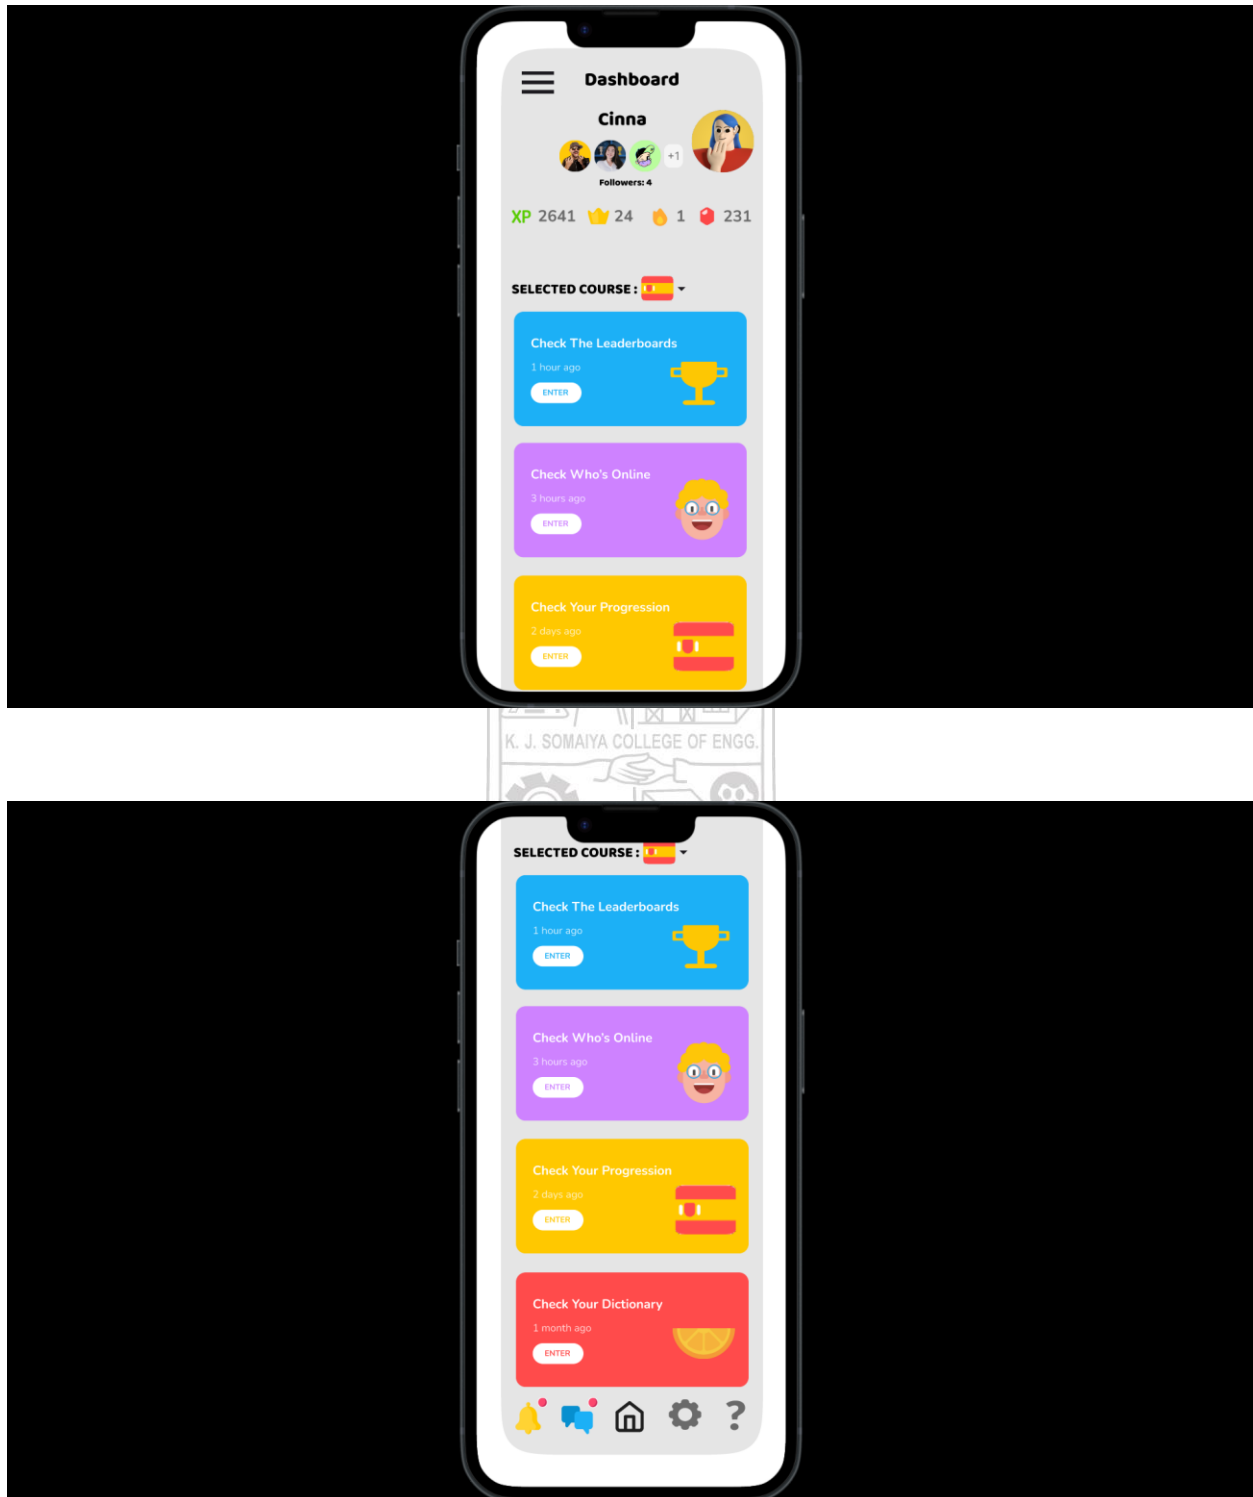 Dashboard
Cinna
+1
Followers: 4
XP 2641 24 1 231
SELECTED COURSE :
Check The Leaderboards
1 hour ago
ENTER
Check Who's Online
3 hours ago
ENTER
Check Your Progression
2 days ago
ENTER
K. J. SOMAIYA COLLEGE OF ENGG.
SELECTED COURSE :
Check The Leaderboards
1 hour ago
ENTER
Check Who's Online
3 hours ago
ENTER
Check Your Progression
2 days ago
ENTER
Check Your Dictionary
1 month ago
ENTER
?